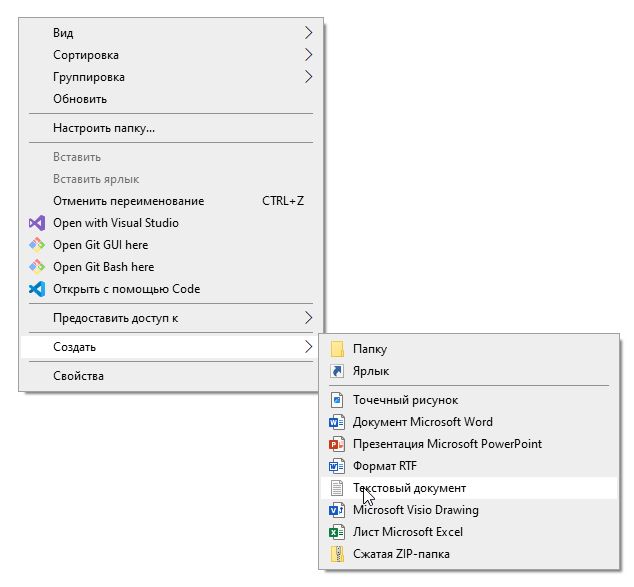 Вид
Сортировка
Группировка
Обновить
Настроить папку...
Вставить
Вставить ярлык
Отменить переименование CTRL+Z
Open with Visual Studio
Open Git GUI here
Open Git Bash here
Открыть с помощью Code
Предоставить доступ к
Создать
Свойства
Папку
Ярлык
Точечный рисунок
Документ Microsoft Word
Презентация Microsoft PowerPoint
Формат RTF
Текстовый документ
Microsoft Visio Drawing
Лист Microsoft Excel
Сжатая ZIP-папка